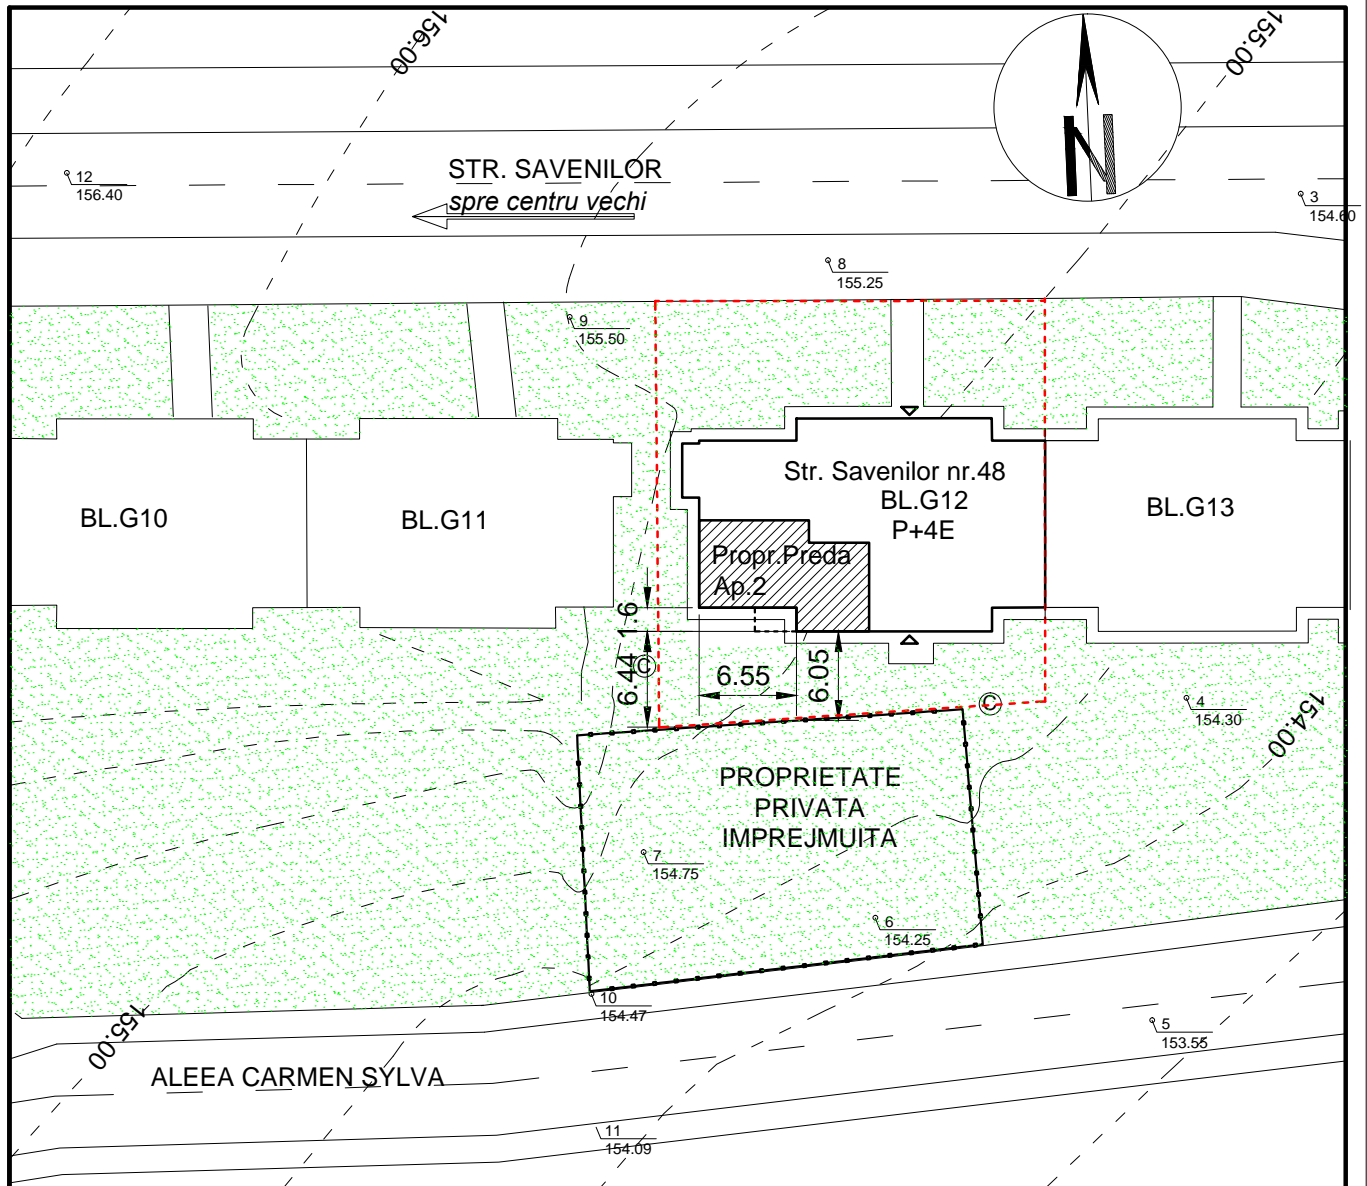 156.00
155.00
N
STR. SAVENILOR
spre centru vechi
12
156.40
3
154.60
8
155.25
9
155.50
Str. Savenilor nr.48
BL.G12
P+4E
BL.G10
BL.G11
BL.G13
Propr.Preda
Ap.2
1.6
6.44
C
6.55
6.05
C
4
154.30
154.00
PROPRIETATE
PRIVATA
IMPREJMUITA
7
154.75
6
154.25
10
154.47
5
153.55
155.00
ALEEA CARMEN SYLVA
11
154.09